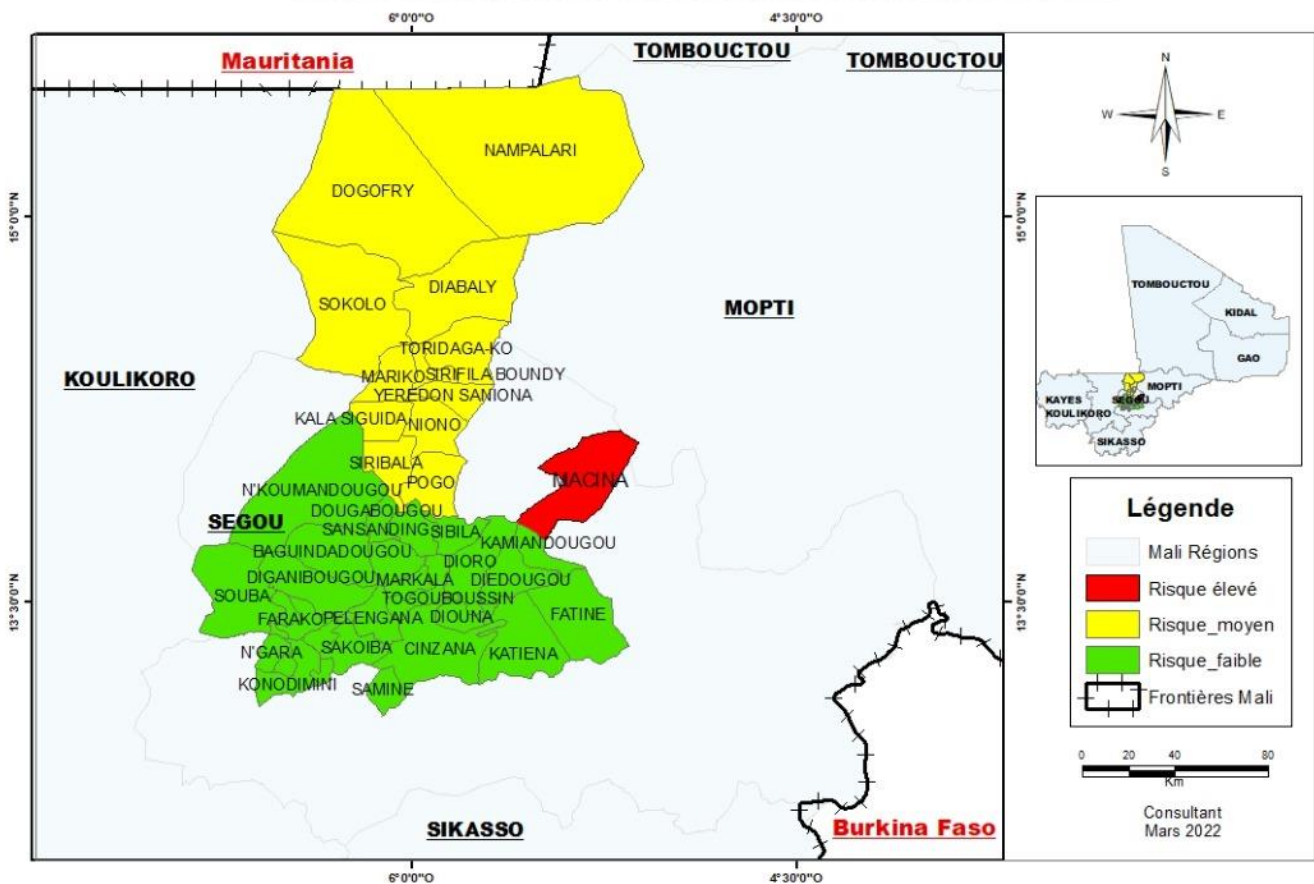 6°0'0"O
4°30'0"O
Mauritania
TOMBOUCTOU
TOMBOUCTOU
NAMPALARI
DOGOFRY
15°0'0"N
15°0'0"N
DIABALY
SOKOLO
MOPTI
TORIDAGA-KO
KOULIKORO
MARIKO
SIRIFILA BOUNDY
YEREDON SANIONA
KALA SIGUIDA
NIONO
SIRIBALA
POGO
MACINA
N'KOUMANDOUGOU
DOUGABOUGOU
SEGOU
SANSANDING
SIBILA
KAMIANDOUGOU
BAGUINDADOUGOU
DIORO
DIGANIBOUGOU
MARKALA
DIEDOUGOU
SOUBA
TOGOU
BOUSSIN
FARAKO
PELENGANA
DIOUNA
FATINE
13°30'0"N
13°30'0"N
N'GARA
SAKOIBA
CINZANA
KATIENA
KONODIMINI
SAMINE
SIKASSO
Burkina Faso
6°0'0"O
4°30'0"O
N
W
E
S
TOMBOUCTOU
KIDAL
GAO
MOPTI
KAYES
SEGOU
KOULIKORO
SIKASSO
Légende
Mali Régions
Risque élevé
Risque_moyen
Risque_faible
Frontières Mali
0 20 40 80
Km
Consultant
Mars 2022